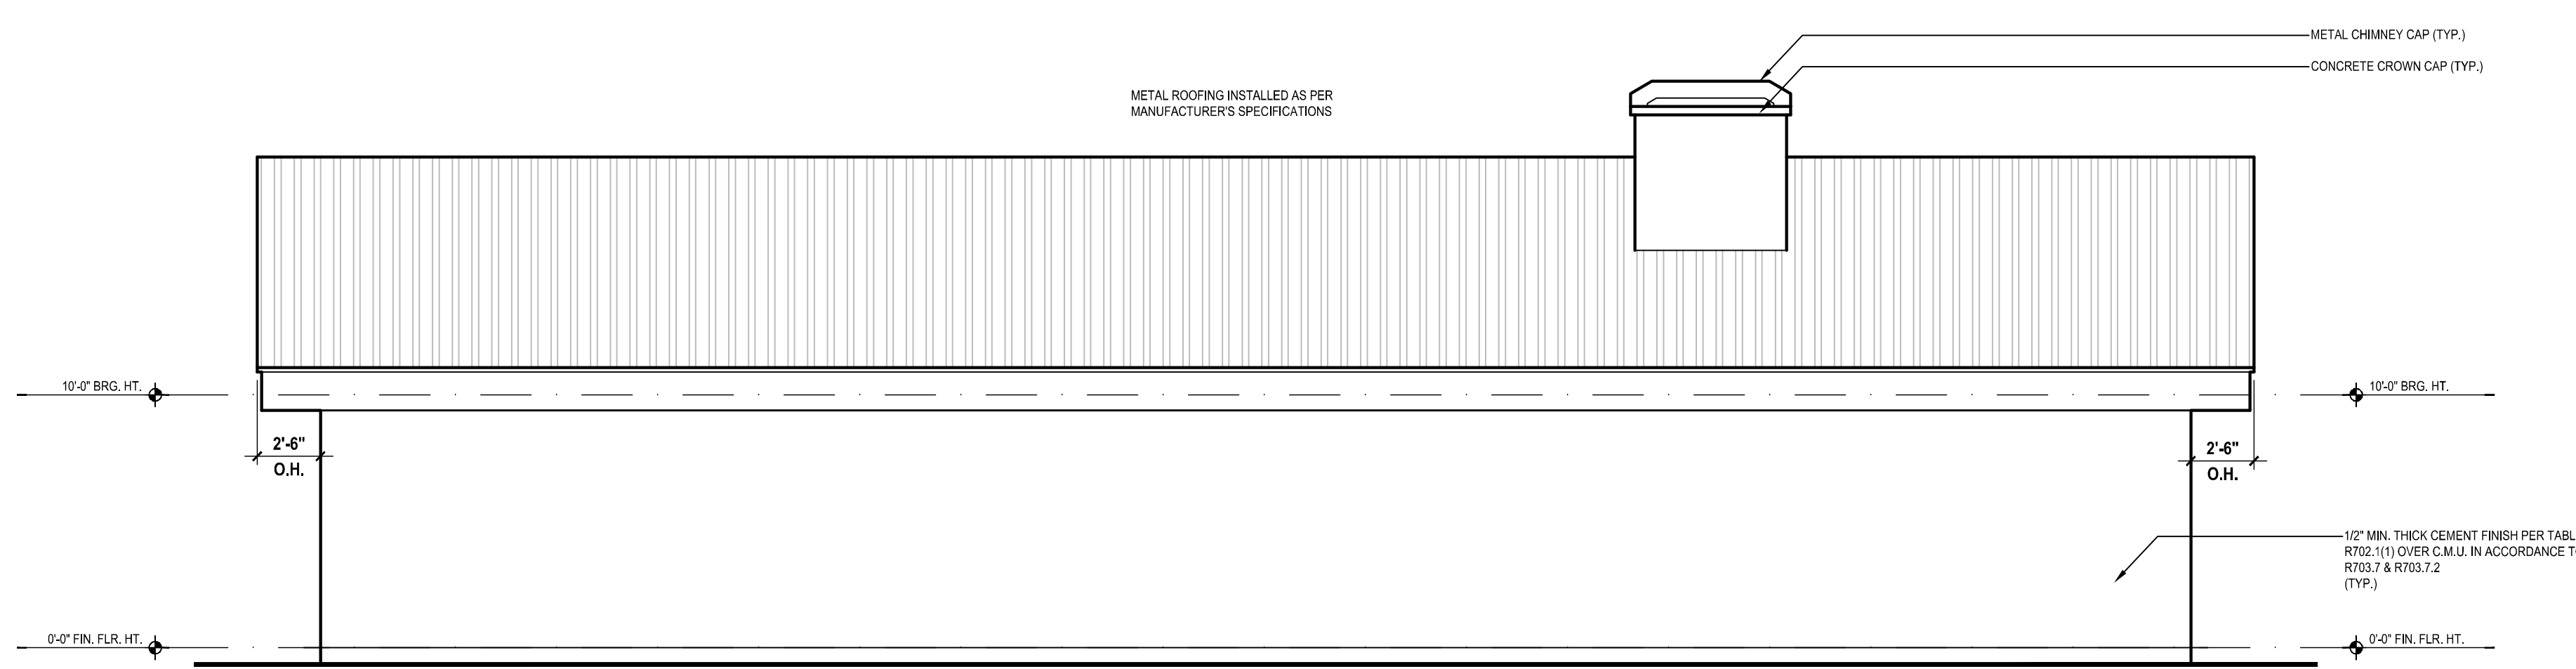 METAL CHIMNEY CAP (TYP.)
CONCRETE CROWN CAP (TYP.)
METAL ROOFING INSTALLED AS PER
MANUFACTURER'S SPECIFICATIONS
10'-0" BRG. HT.
10'-0" BRG. HT.
2'-6"
O.H.
2'-6"
O.H.
1/2" MIN. THICK CEMENT FINISH PER TABL
R702.1(1) OVER C.M.U. IN ACCORDANCE T
R703.7 & R703.7.2
(TYP.)
0'-0" FIN. FLR. HT.
0'-0" FIN. FLR. HT.